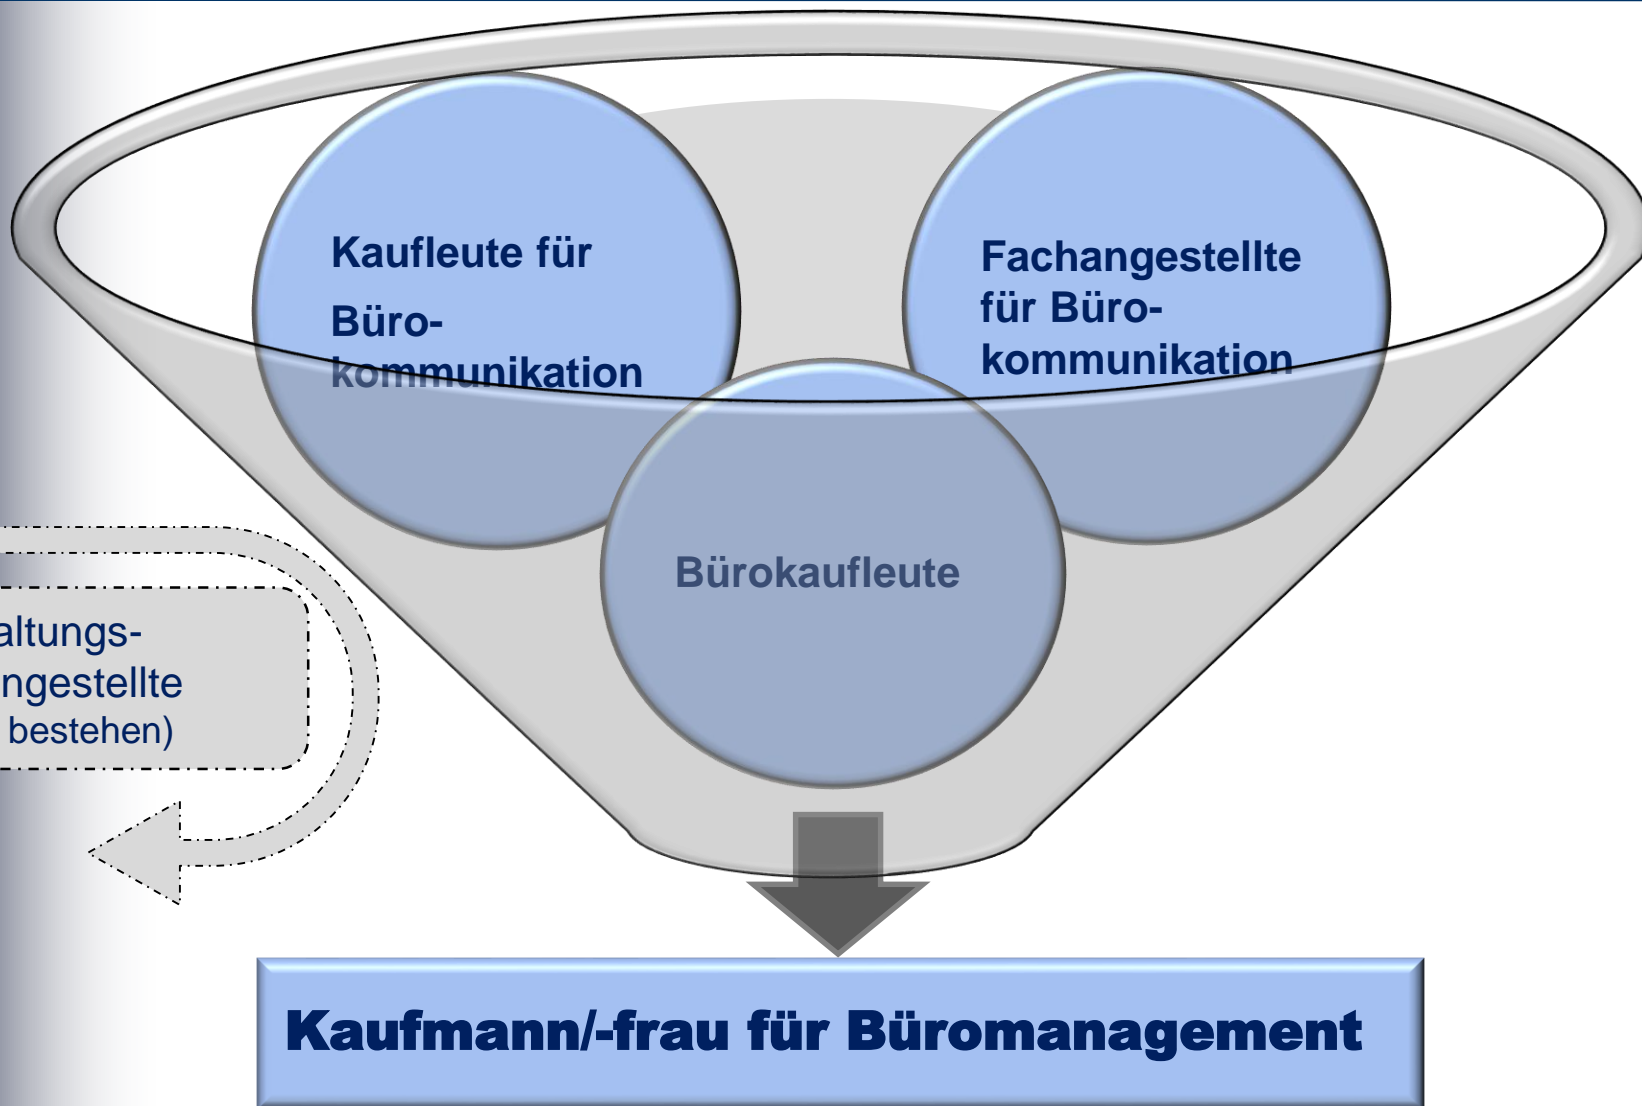 Kaufleute für
Büro-
kommunikation
Fachangestellte
für Büro-
kommunikation
Bürokaufleute
altungs-
ngestellte
bestehen)
Kaufmann/-frau für Büromanagement